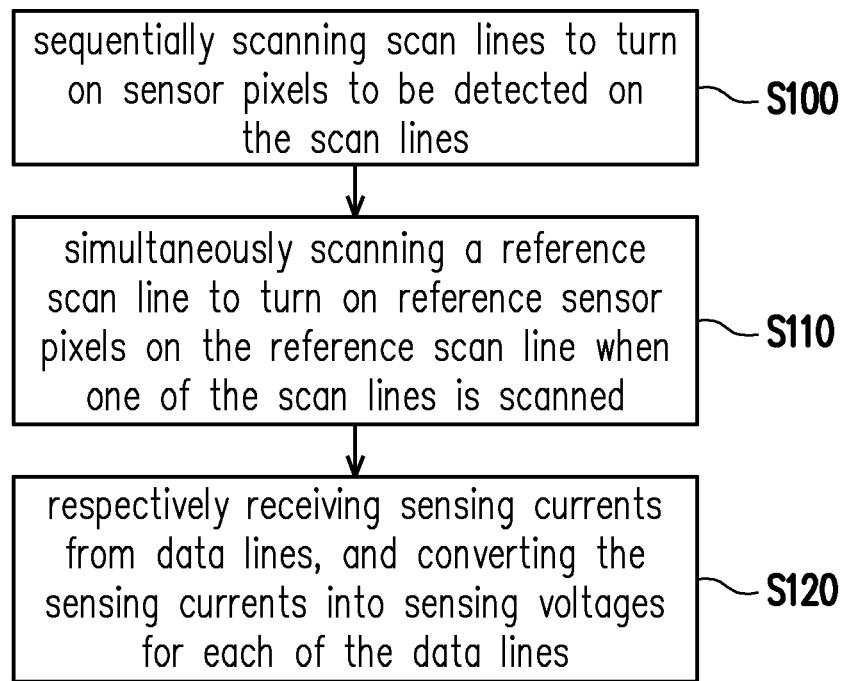 sequentially scanning scan lines to turn
on sensor pixels to be detected on
the scan lines
S100
simultaneously scanning a reference
scan line to turn on reference sensor
pixels on the reference scan line when
one of the scan lines is scanned
S110
respectively receiving sensing currents
from data lines, and converting the
sensing currents into sensing voltages
for each of the data lines
S120